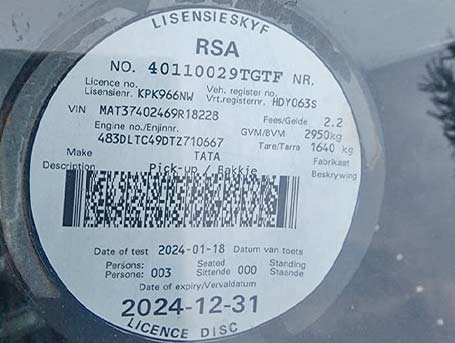 LISENSIESKYF
RSA
NO. 40110029TGTF NR.
Licence no. Veh. register no.
Lisensienr. KPK966NW Vrt.registernr. HDY063S
VIN MAT37402469R18228 Fees/Gelde 2.2
Engine no./Enjinnr. GVM/BVM 2950kg
483DLTC49DTZ710667 Tare/Tarra 1640 kg
Make TATA Fabrikaat
Description Pick-up / Bakkie Beskrywing
Date of test 2024-01-18 Datum van toets
Persons: Seated Standing
Persone: 003 Sittende 000 Staande
Date of expiry/Vervaldatum
2024-12-31
LICENCE DISC